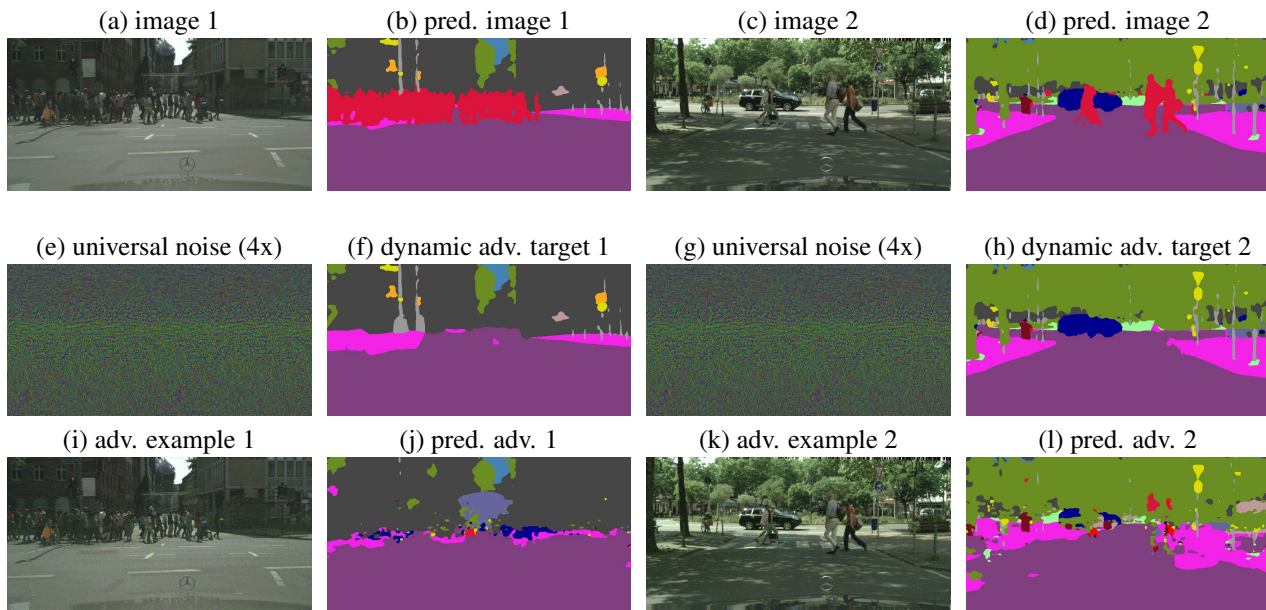 (a) image 1
(b) pred. image 1
(c) image 2
(d) pred. image 2
(e) universal noise (4x)
(f) dynamic adv. target 1
(g) universal noise (4x)
(h) dynamic adv. target 2
(i) adv. example 1
(j) pred. adv. 1
(k) adv. example 2
(l) pred. adv. 2